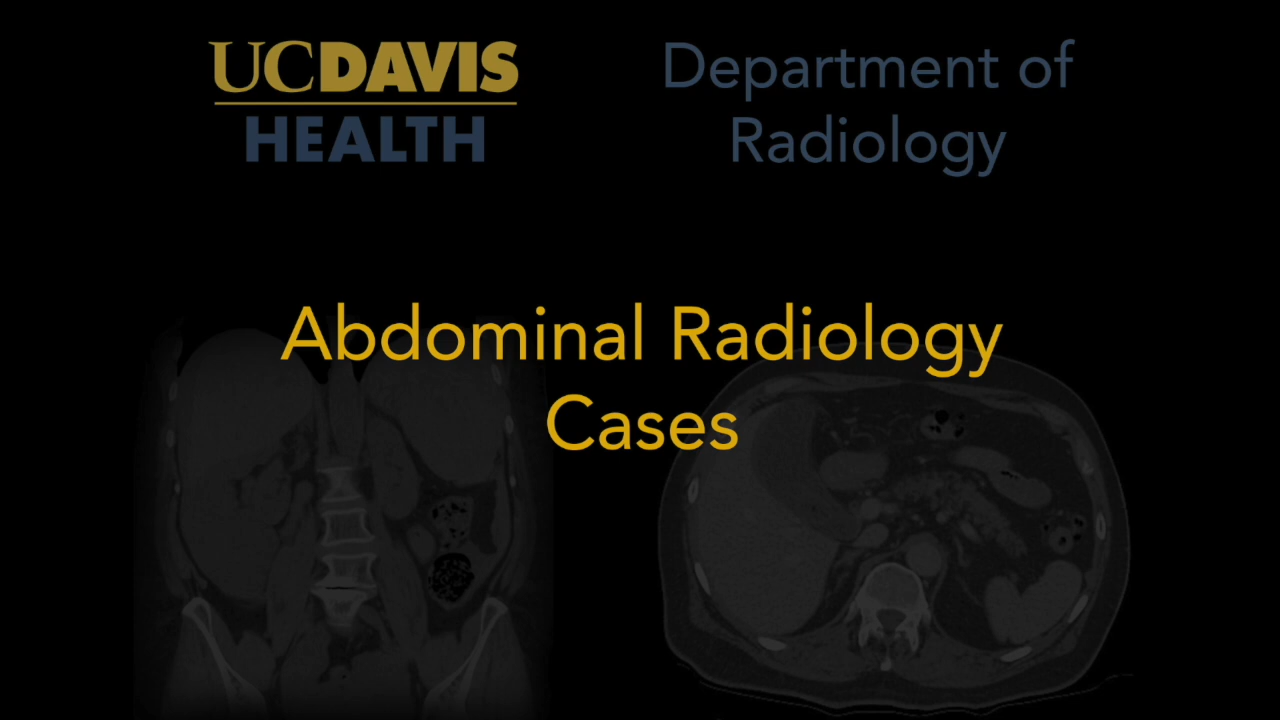 UCDAVIS
HEALTH
Department of
Radiology
Abdominal Radiology
Cases